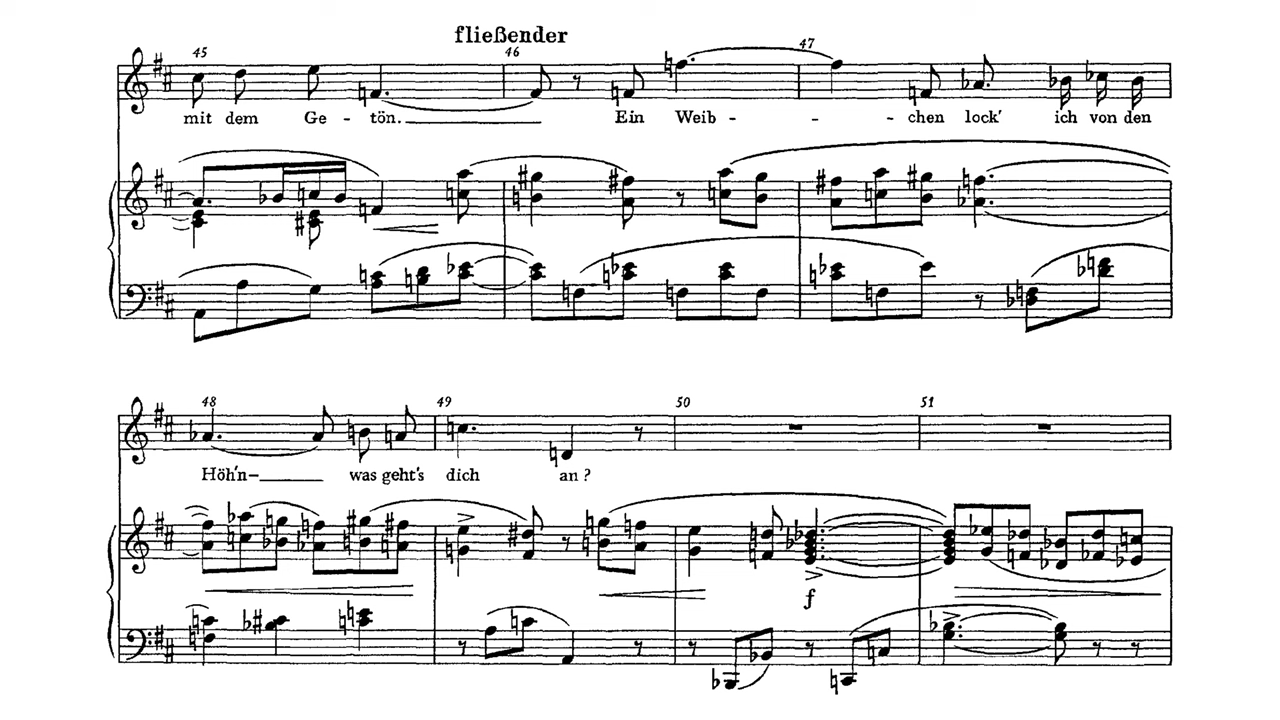 fließender
45 46 47
mit dem Ge- tön. Ein Weib - - - chen lock' ich von den
48 49 50 51
Höh'n- was geht's dich an?
f